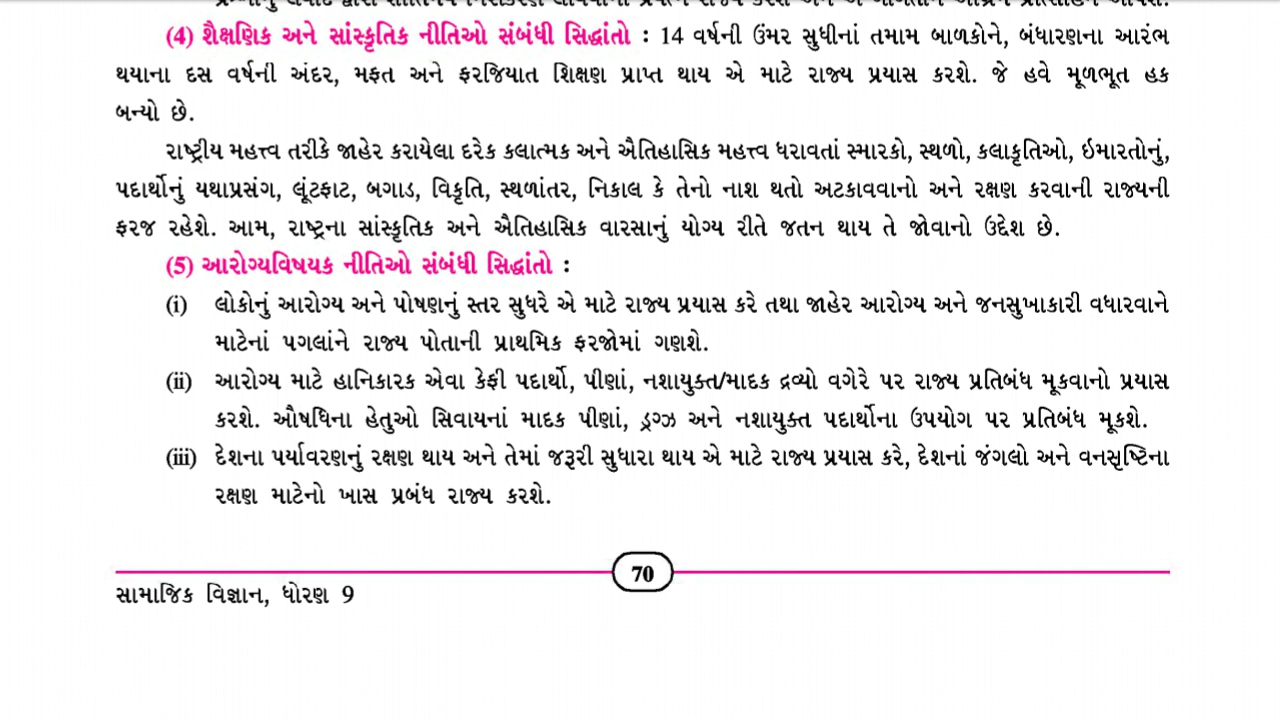 (4) શૈક્ષણિક અને સાંસ્કૃતિક નીતિઓ સંબંધી સિદ્ધાંતો : 14 વર્ષની ઉંમર સુધીનાં તમામ બાળકોને, બંધારણના આરંભ
થયાના દસ વર્ષની અંદર, મફત અને ફરજિયાત શિક્ષણ પ્રાપ્ત થાય એ માટે રાજ્ય પ્રયાસ કરશે. જે હવે મૂળભૂત હક
બન્યો છે.
રાષ્ટ્રીય મહત્ત્વ તરીકે જાહેર કરાયેલા દરેક કલાત્મક અને ઐતિહાસિક મહત્ત્વ ધરાવતાં સ્મારકો, સ્થળો, કલાકૃતિઓ, ઇમારતોનું,
પદાર્થોનું યથાપ્રસંગ, લૂંટફાટ, બગાડ, વિકૃતિ, સ્થળાંતર, નિકાલ કે તેનો નાશ થતો અટકાવવાનો અને રક્ષણ કરવાની રાજ્યની
ફરજ રહેશે. આમ, રાષ્ટ્રના સાંસ્કૃતિક અને ઐતિહાસિક વારસાનું યોગ્ય રીતે જતન થાય તે જોવાનો ઉદ્દેશ છે.
(5) આરોગ્યવિષયક નીતિઓ સંબંધી સિદ્ધાંતો :
(i) લોકોનું આરોગ્ય અને પોષણનું સ્તર સુધરે એ માટે રાજ્ય પ્રયાસ કરે તથા જાહેર આરોગ્ય અને જનસુખાકારી વધારવાને
માટેનાં પગલાંને રાજ્ય પોતાની પ્રાથમિક ફરજોમાં ગણશે.
(ii) આરોગ્ય માટે હાનિકારક એવા કેફી પદાર્થો, પીણાં, નશાયુક્ત/માદક દ્રવ્યો વગેરે પર રાજ્ય પ્રતિબંધ મૂકવાનો પ્રયાસ
કરશે. ઔષધિના હેતુઓ સિવાયનાં માદક પીણાં, ડ્રગ્ઝ અને નશાયુક્ત પદાર્થોના ઉપયોગ પર પ્રતિબંધ મૂકશે.
(iii) દેશના પર્યાવરણનું રક્ષણ થાય અને તેમાં જરૂરી સુધારા થાય એ માટે રાજ્ય પ્રયાસ કરે, દેશનાં જંગલો અને વનસૃષ્ટિના
રક્ષણ માટેનો ખાસ પ્રબંધ રાજ્ય કરશે.
70
સામાજિક વિજ્ઞાન, ધોરણ 9